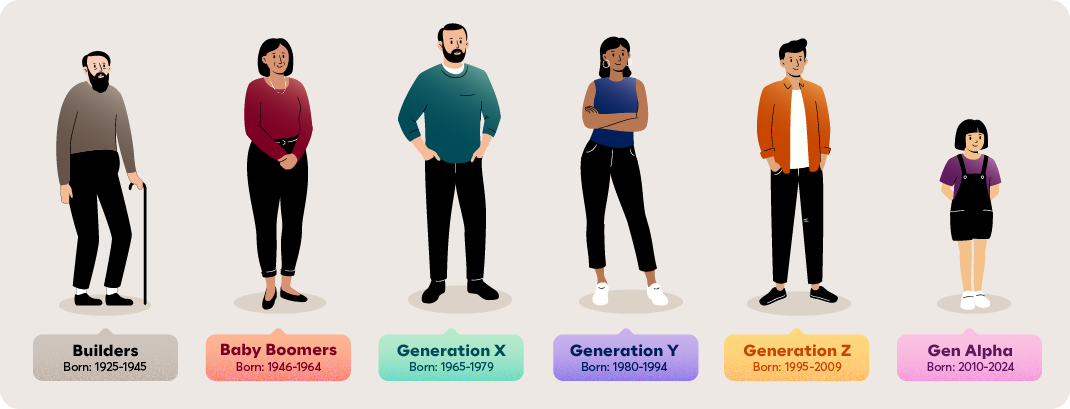 Builders
Born: 1925-1945
Baby Boomers
Born: 1946-1964
Generation X
Born: 1965-1979
Generation Y
Born: 1980-1994
Generation Z
Born: 1995-2009
Gen Alpha
Born: 2010-2024